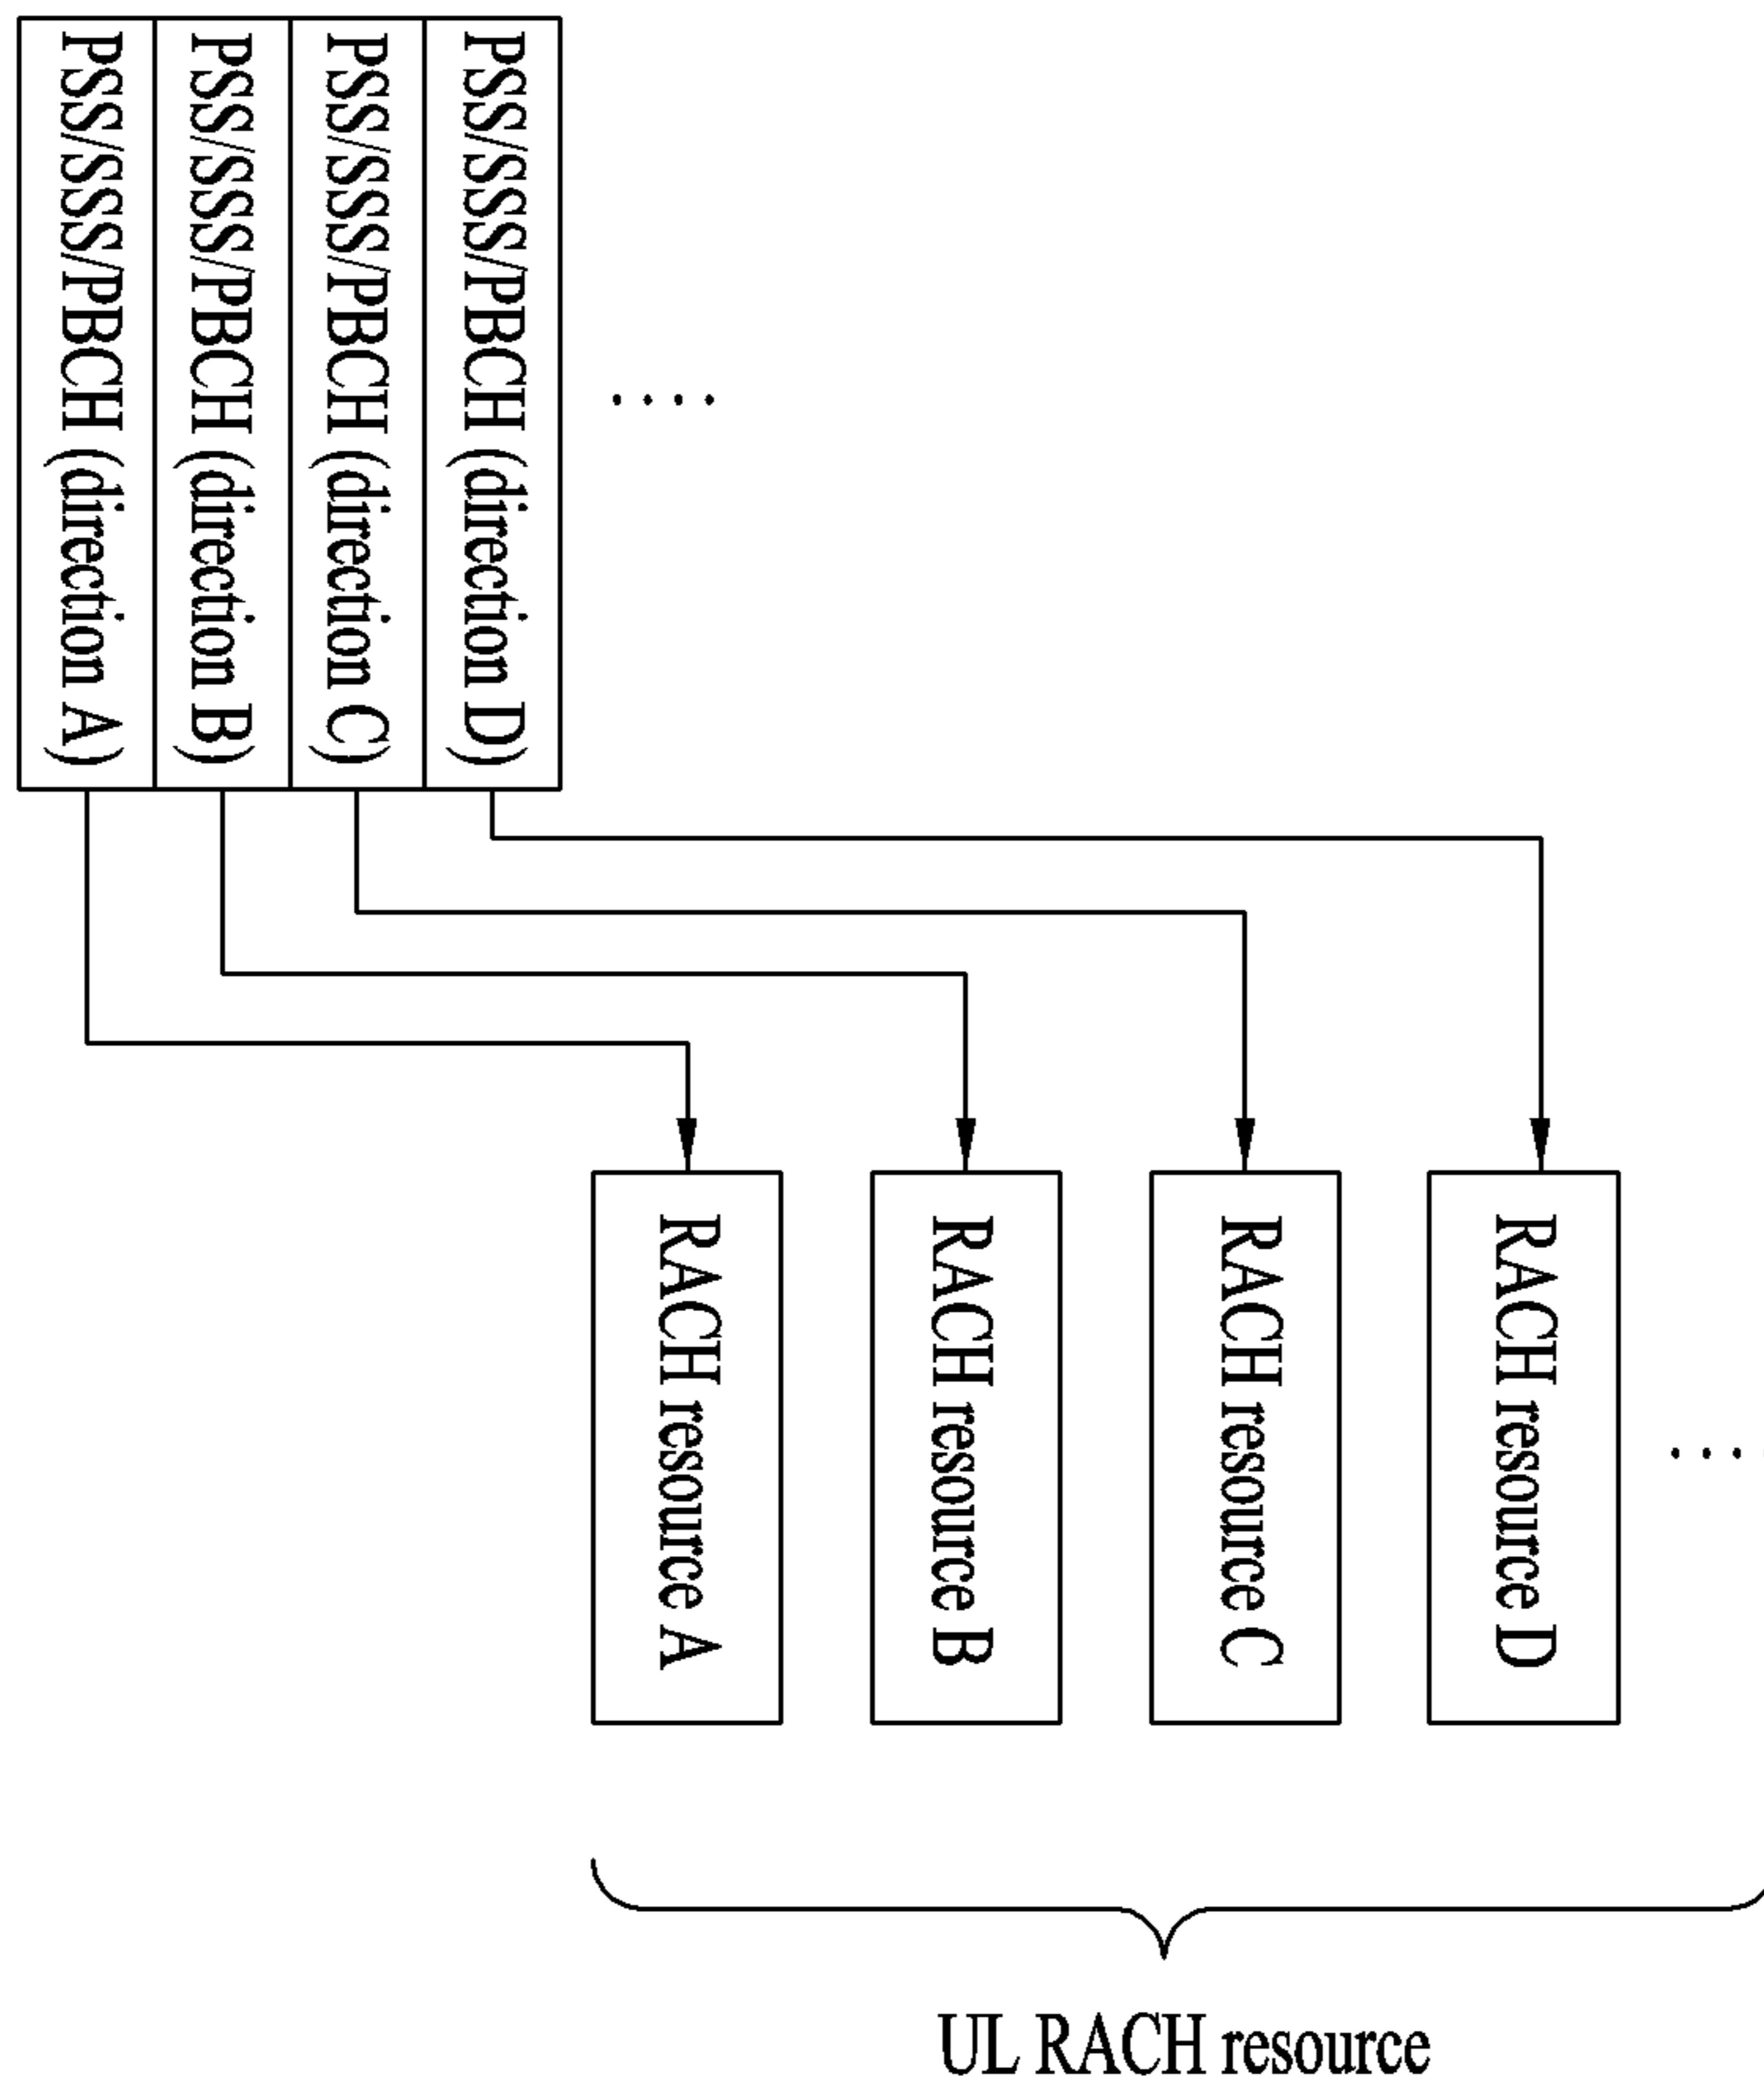 PSS/SSS/PBCH (direction A)
PSS/SSS/PBCH (direction B)
PSS/SSS/PBCH (direction C)
PSS/SSS/PBCH (direction D)
....
RACH resource A
RACH resource B
RACH resource C
RACH resource D
....
UL RACH resource